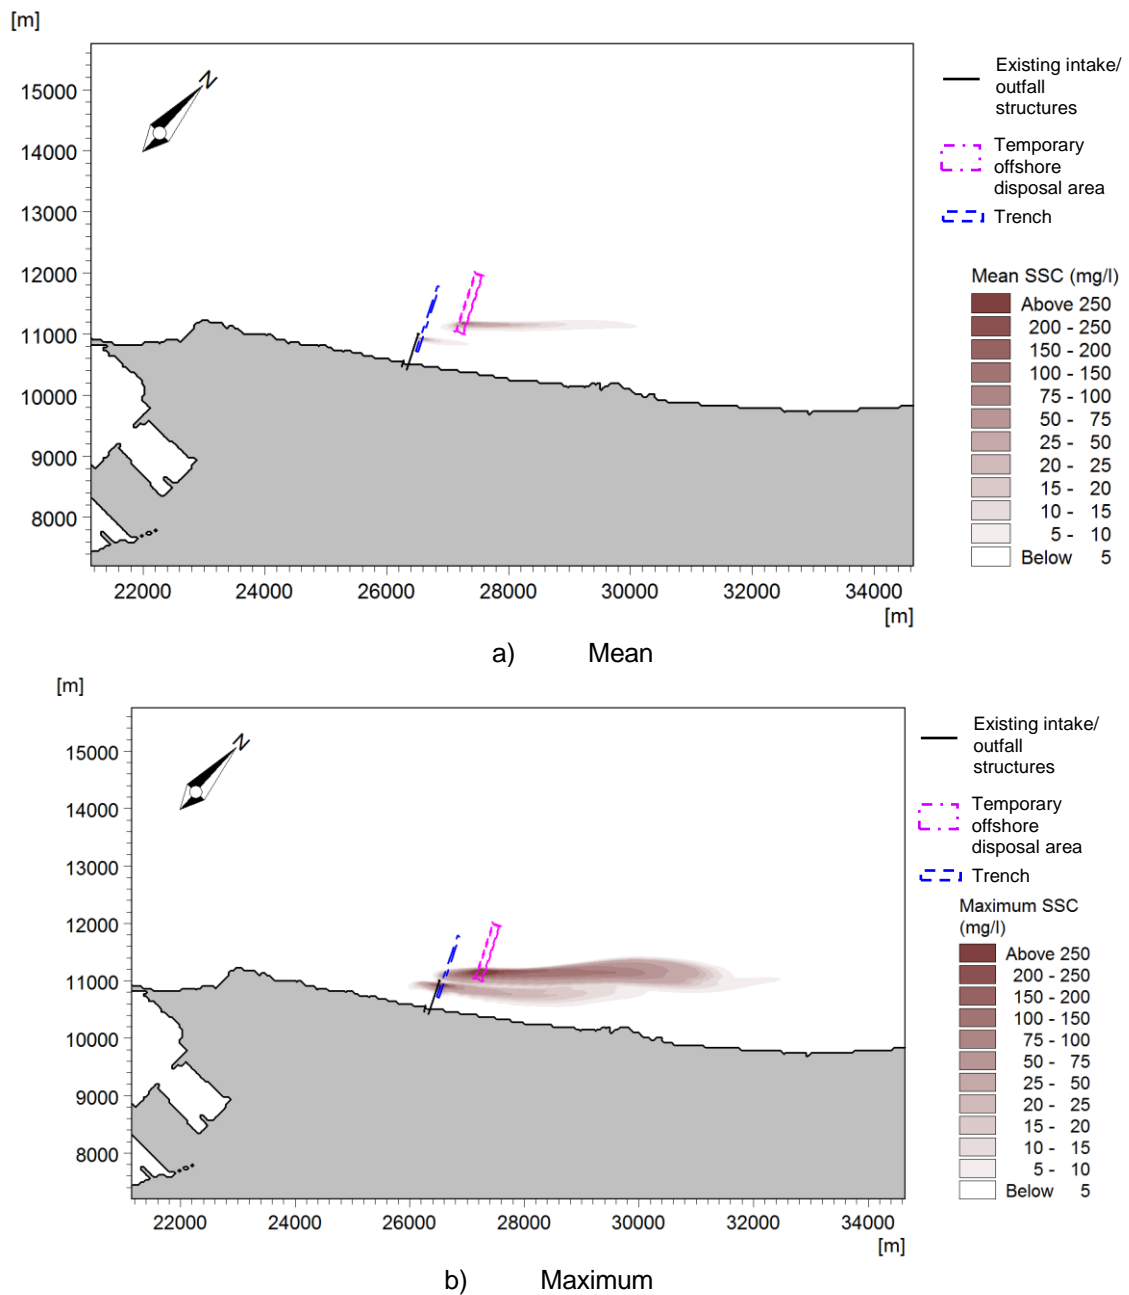 [m]
15000
14000
13000
12000
11000
10000
9000
8000
N
22000 24000 26000 28000 30000 32000 34000
[m]
Existing intake/
outfall
structures
Temporary
offshore
disposal area
Trench
Mean SSC (mg/l)
Above 250
200 - 250
150 - 200
100 - 150
75 - 100
50 - 75
25 - 50
20 - 25
15 - 20
10 - 15
5 - 10
Below 5
a) Mean
[m]
15000
14000
13000
12000
11000
10000
9000
8000
N
22000 24000 26000 28000 30000 32000 34000
[m]
Existing intake/
outfall
structures
Temporary
offshore
disposal area
Trench
Maximum SSC
(mg/l)
Above 250
200 - 250
150 - 200
100 - 150
75 - 100
50 - 75
25 - 50
20 - 25
15 - 20
10 - 15
5 - 10
Below 5
b) Maximum